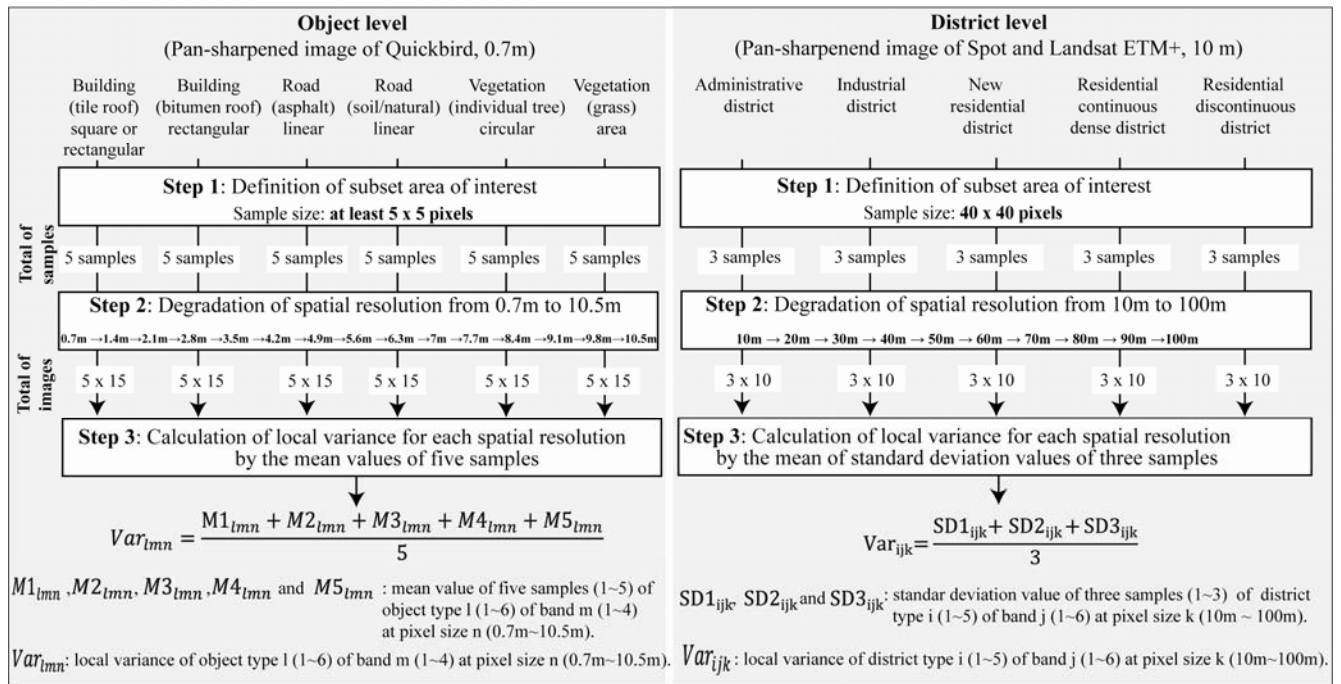 Object level
(Pan-sharpened image of Quickbird, 0.7m)
Building (tile roof) square or rectangular
Building (bitumen roof) rectangular
Road (asphalt) linear
Road (soil/natural) linear
Vegetation (individual tree) circular
Vegetation (grass) area
Step 1: Definition of subset area of interest
Sample size: at least 5 x 5 pixels
Total of samples
5 samples 5 samples 5 samples 5 samples 5 samples 5 samples
Step 2: Degradation of spatial resolution from 0.7m to 10.5m
0.7m →1.4m→2.1m→2.8m→3.5m→4.2m→4.9m→5.6m→6.3m→7m→7.7m→8.4m→9.1m→9.8m→10.5m
Total of images
5 x 15 5 x 15 5 x 15 5 x 15 5 x 15 5 x 15
Step 3: Calculation of local variance for each spatial resolution
by the mean values of five samples
Var_lmn = (M1_lmn + M2_lmn + M3_lmn + M4_lmn + M5_lmn) / 5
M1_lmn ,M2_lmn, M3_lmn,M4_lmn and M5_lmn : mean value of five samples (1~5) of
object type l (1~6) of band m (1~4)
at pixel size n (0.7m~10.5m).
Var_lmn: local variance of object type l (1~6) of band m (1~4) at pixel size n (0.7m~10.5m).
District level
(Pan-sharpenend image of Spot and Landsat ETM+, 10 m)
Administrative district
Industrial district
New residential district
Residential continuous dense district
Residential discontinuous district
Step 1: Definition of subset area of interest
Sample size: 40 x 40 pixels
3 samples 3 samples 3 samples 3 samples 3 samples
Step 2: Degradation of spatial resolution from 10m to 100m
10m → 20m → 30m → 40m → 50m → 60m → 70m → 80m → 90m →100m
3 x 10 3 x 10 3 x 10 3 x 10 3 x 10
Step 3: Calculation of local variance for each spatial resolution
by the mean of standard deviation values of three samples
Var_ijk = (SD1_ijk + SD2_ijk + SD3_ijk) / 3
SD1_ijk, SD2_ijk and SD3_ijk: standar deviation value of three samples (1~3) of district
type i (1~5) of band j (1~6) at pixel size k (10m ~ 100m).
Var_ijk: local variance of district type i (1~5) of band j (1~6) at pixel size k (10m~100m).